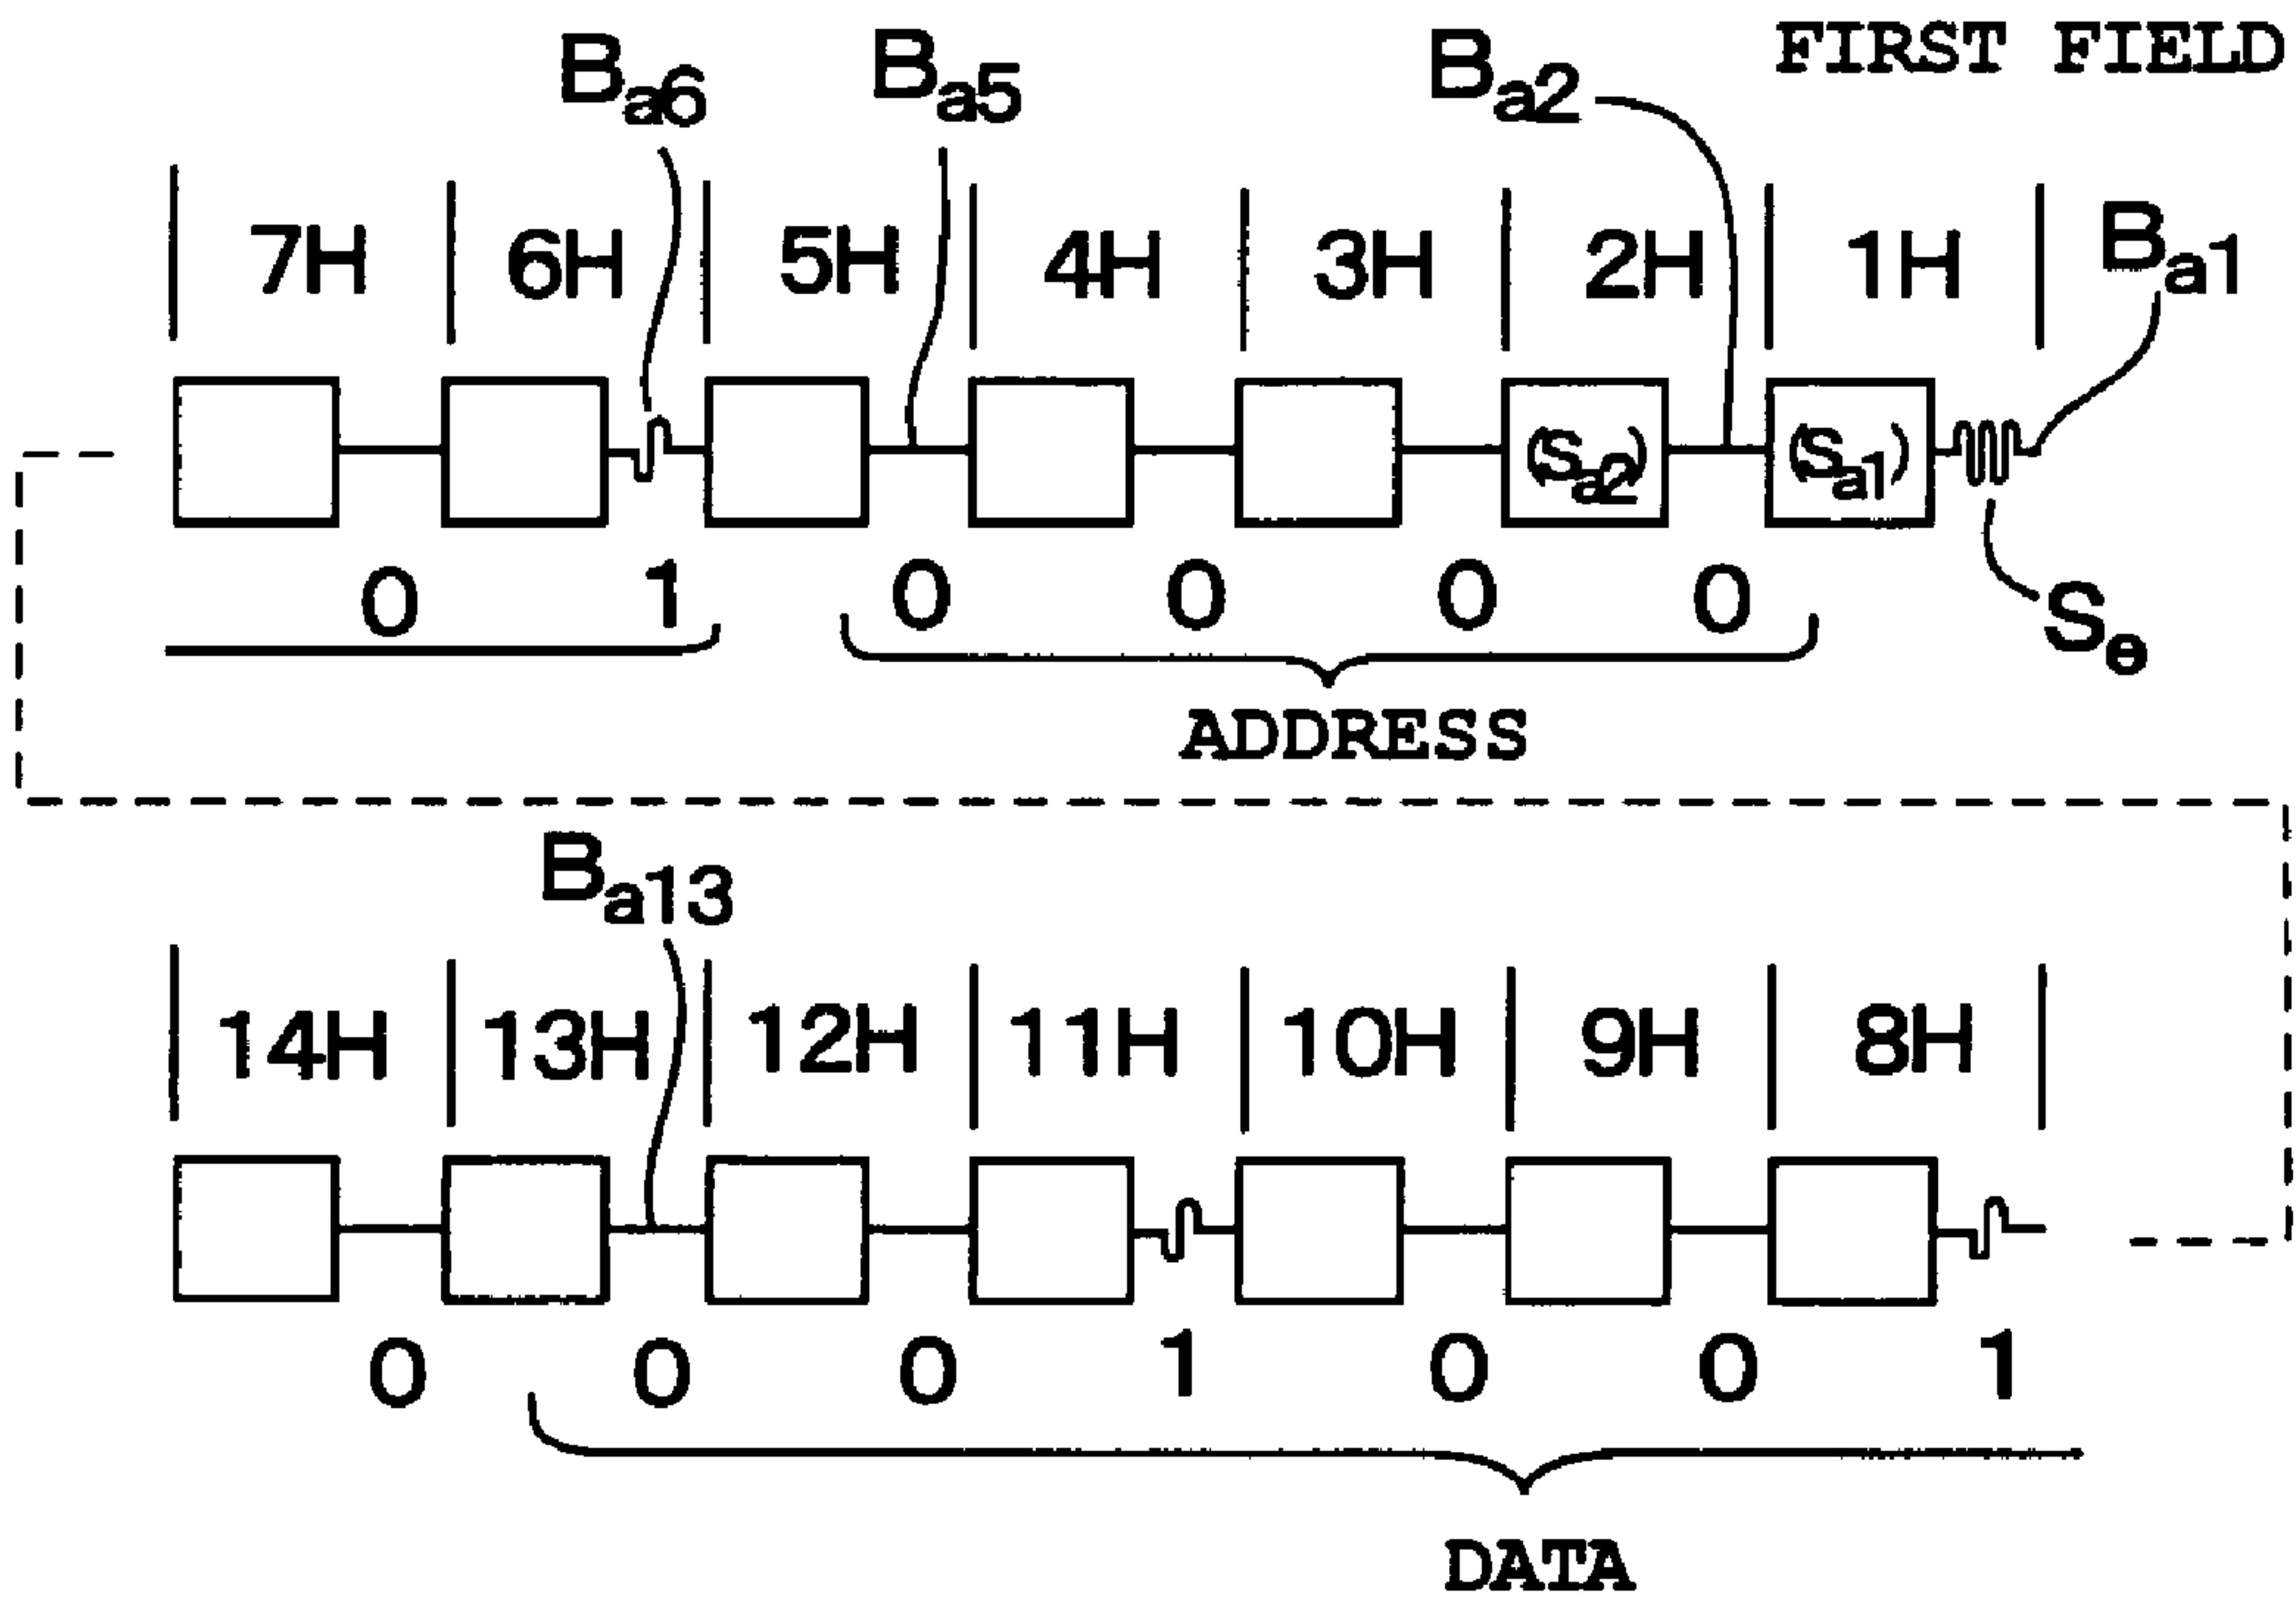 FIRST FIELD
Ba6 Ba5 Ba2
7H 6H 5H 4H 3H 2H 1H Ba1
(Sa2) (Sa1)
0 1 0 0 0 0 Se
ADDRESS
Ba13
14H 13H 12H 11H 10H 9H 8H
0 0 0 1 0 0 1
DATA